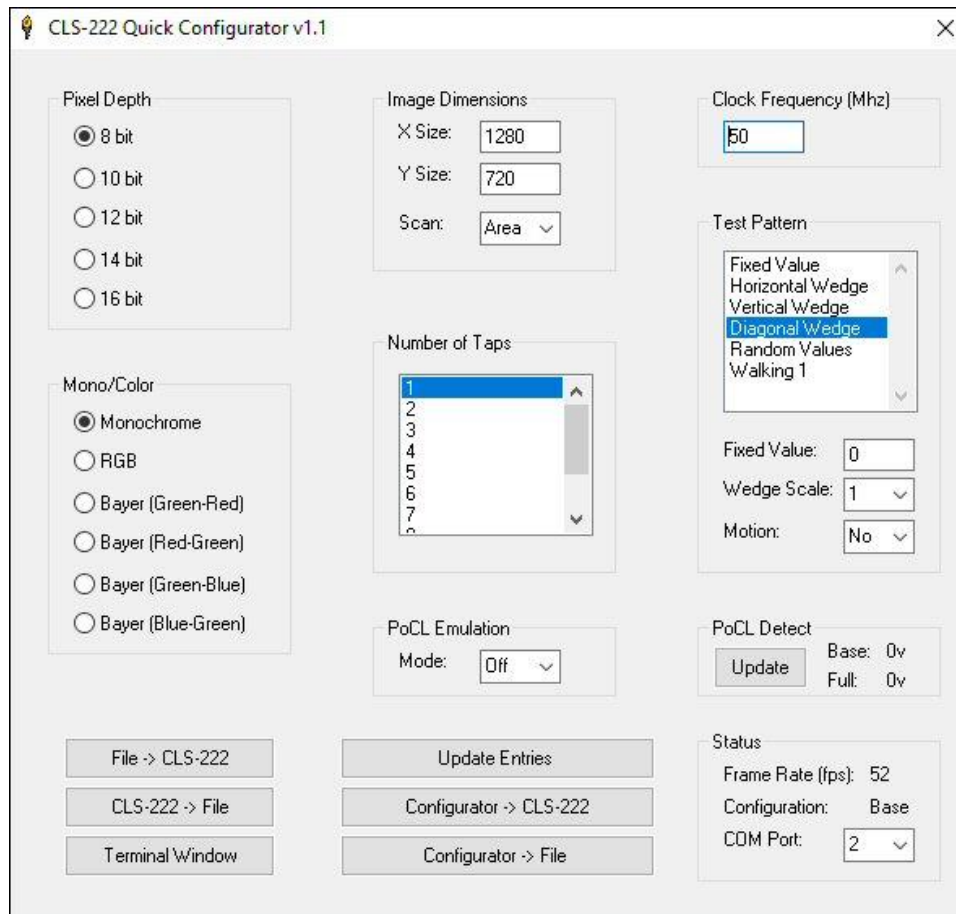 CLS-222 Quick Configurator v1.1
Pixel Depth
8 bit
10 bit
12 bit
14 bit
16 bit
Mono/Color
Monochrome
RGB
Bayer (Green-Red)
Bayer (Red-Green)
Bayer (Green-Blue)
Bayer (Blue-Green)
Image Dimensions
X Size: 1280
Y Size: 720
Scan: Area
Number of Taps
1
2
3
4
5
6
7
PoCL Emulation
Mode: Off
Clock Frequency (Mhz)
50
Test Pattern
Fixed Value
Horizontal Wedge
Vertical Wedge
Diagonal Wedge
Random Values
Walking 1
Fixed Value: 0
Wedge Scale: 1
Motion: No
PoCL Detect
Update
Base: 0v
Full: 0v
File -> CLS-222
CLS-222 -> File
Terminal Window
Update Entries
Configurator -> CLS-222
Configurator -> File
Status
Frame Rate (fps): 52
Configuration: Base
COM Port: 2